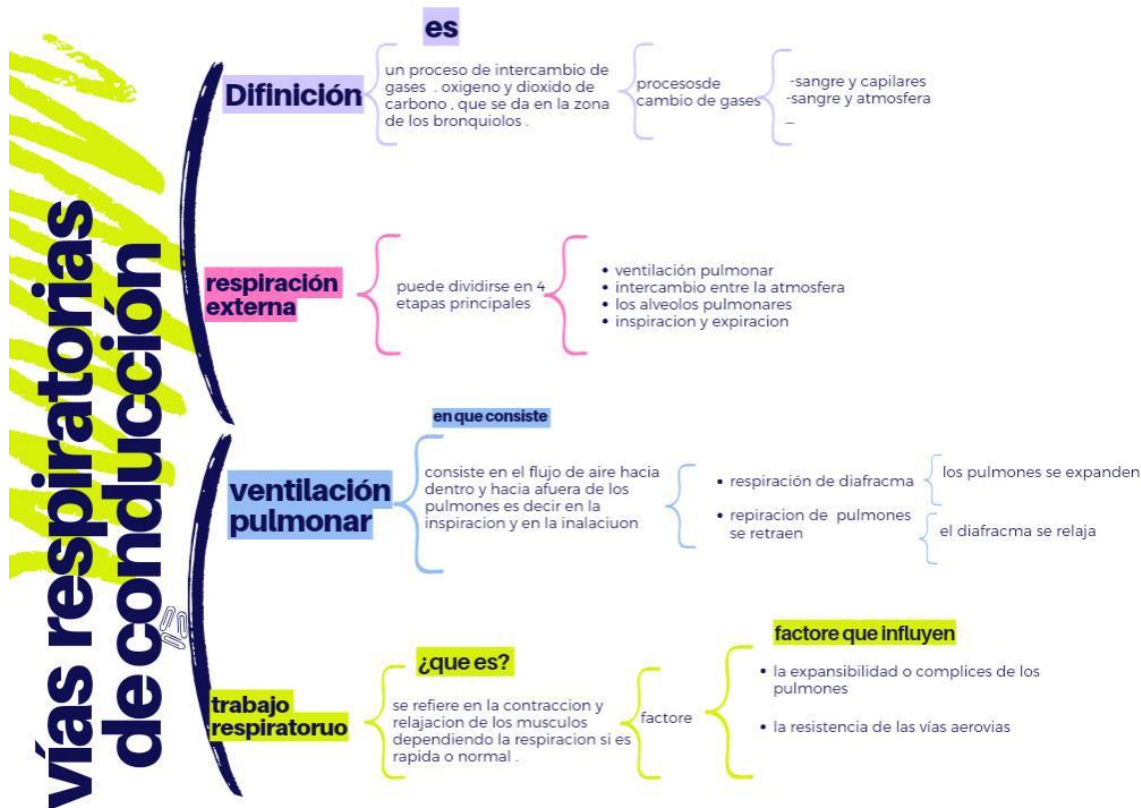 vías respiratorias
de conducción
Difinición
es
un proceso de intercambio de
gases . oxigeno y dioxido de
carbono , que se da en la zona
de los bronquiolos .
procesosde
cambio de gases
-sangre y capilares
-sangre y atmosfera
_
respiración
externa
puede dividirse en 4
etapas principales
• ventilación pulmonar
• intercambio entre la atmosfera
• los alveolos pulmonares
• inspiracion y expiracion
ventilación
pulmonar
en que consiste
consiste en el flujo de aire hacia
dentro y hacia afuera de los
pulmones es decir en la
inspiracion y en la inalaciuon
• respiración de diafracma
los pulmones se expanden
• repiracion de pulmones
se retraen
el diafracma se relaja
trabajo
respiratoruo
¿que es?
se refiere en la contraccion y
relajacion de los musculos
dependiendo la respiracion si es
rapida o normal .
factore
factore que influyen
• la expansibilidad o complices de los
pulmones
• la resistencia de las vías aerovias